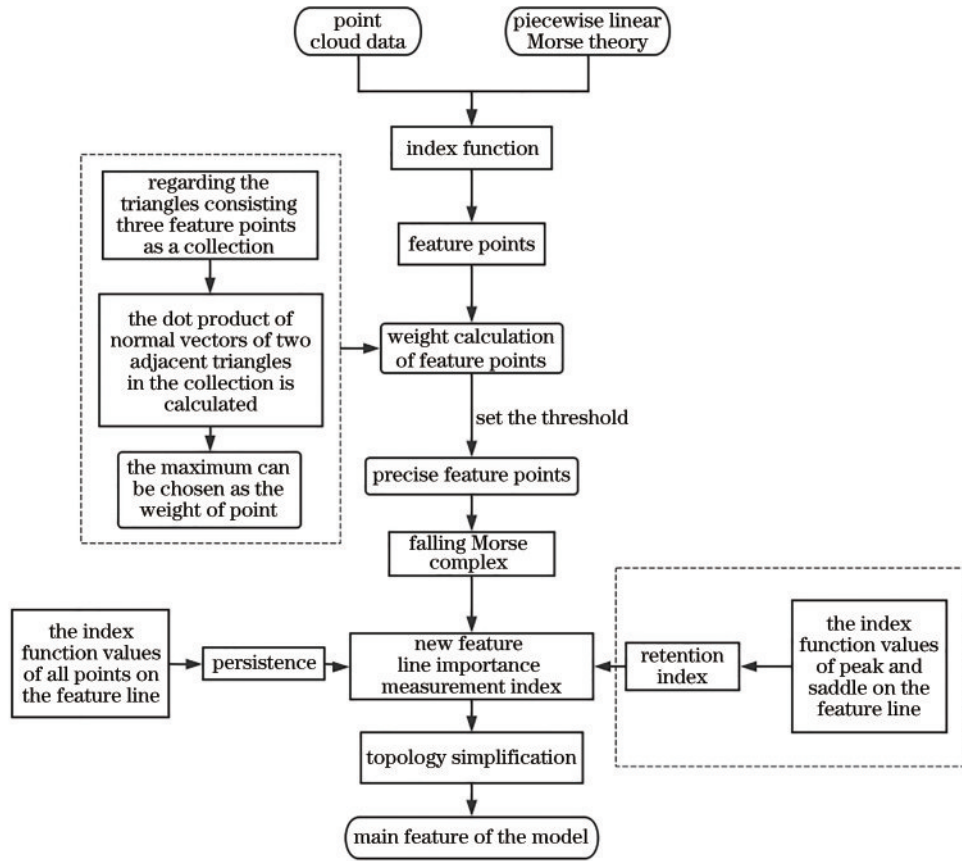 point
cloud data
piecewise linear
Morse theory
index function
regarding the
triangles consisting
three feature points
as a collection
feature points
the dot product of
normal vectors of two
adjacent triangles
in the collection is
calculated
weight calculation
of feature points
set the threshold
the maximum can
be chosen as the
weight of point
precise feature points
falling Morse
complex
the index
function values
of all points on
the feature line
persistence
new feature
line importance
measurement index
retention
index
the index
function values
of peak and
saddle on the
feature line
topology simplification
main feature of the model